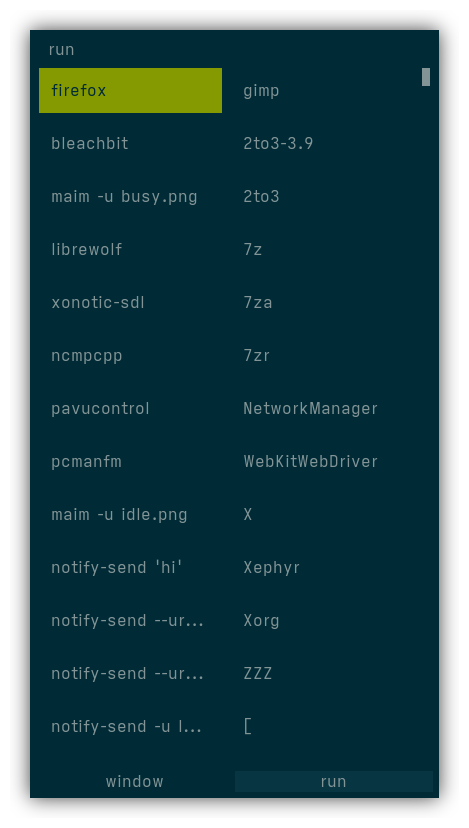 run
firefox
bleachbit
maim -u busy.png
librewolf
xonotic-sdl
ncmpcpp
pavucontrol
pcmanfm
maim -u idle.png
notify-send 'hi'
notify-send --ur...
notify-send --ur...
notify-send -u l...
gimp
2to3-3.9
2to3
7z
7za
7zr
NetworkManager
WebKitWebDriver
X
Xephyr
Xorg
ZZZ
[
window
run